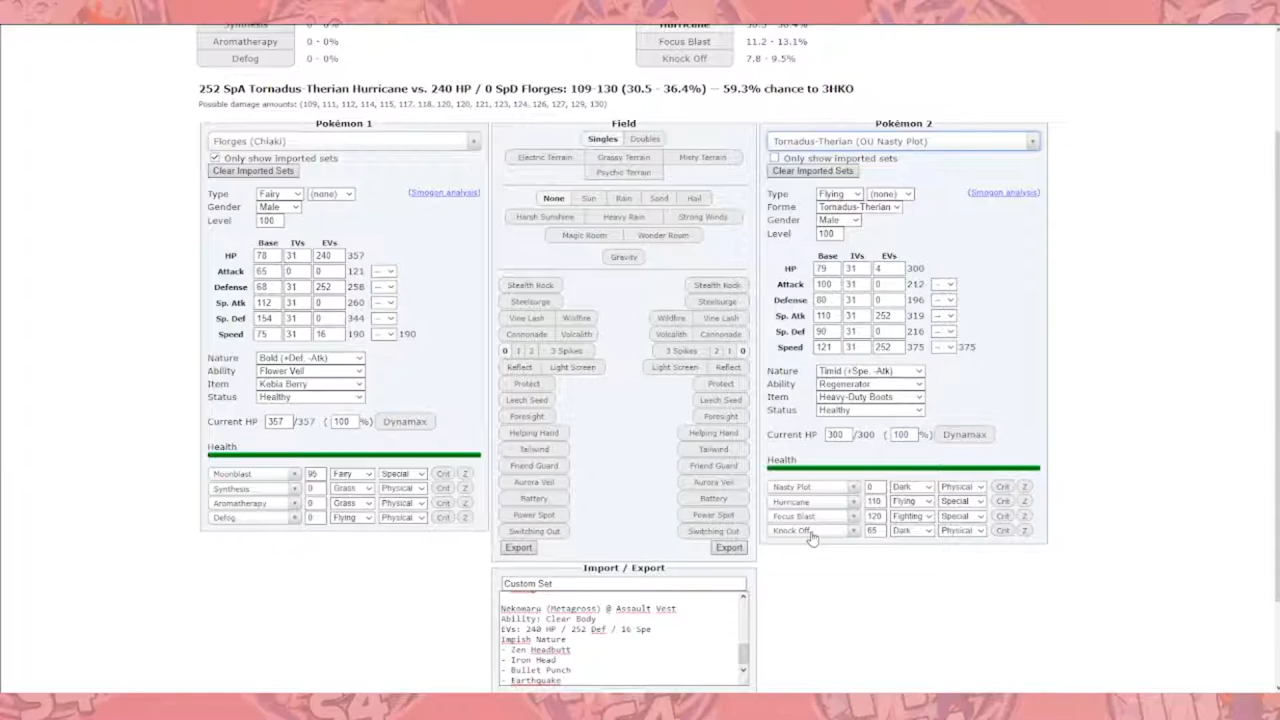 Synthesis 0 - 0%
Aromatherapy 0 - 0%
Focus Blast 11.2 - 13.1%
Defog 0 - 0%
Knock Off 7.8 - 9.5%
252 SpA Tornadus-Therian Hurricane vs. 240 HP / 0 SpD Florges: 109-130 (30.5 - 36.4%) -- 59.3% chance to 3HKO
Possible damage amounts: (109, 111, 112, 114, 115, 117, 118, 120, 120, 121, 123, 124, 126, 127, 129, 130)
Pokémon 1
Florges (Chiaki)
Only show imported sets
Clear Imported Sets
Type Fairy (none) (Smogon analysis)
Gender Male
Level 100
Base IVs EVs
HP 78 31 240 357
Attack 65 0 0 121 --
Defense 68 31 252 258 --
Sp. Atk 112 31 0 260 --
Sp. Def 154 31 0 344 --
Speed 75 31 16 190 -- 190
Nature Bold (+Def, -Atk)
Ability Flower Veil
Item Kebia Berry
Status Healthy
Current HP 357 /357 ( 100 %) Dynamax
Health
Moonblast 95 Fairy Special Crit Z
Synthesis 0 Grass Physical Crit Z
Aromatherapy 0 Grass Physical Crit Z
Defog 0 Flying Physical Crit Z
Field
Singles Doubles
Electric Terrain Grassy Terrain Misty Terrain
Psychic Terrain
None Sun Rain Sand Hail
Harsh Sunshine Heavy Rain Strong Winds
Magic Room Wonder Room
Gravity
Stealth Rock Stealth Rock
Steelsurge Steelsurge
Vine Lash Wildfire Wildfire Vine Lash
Cannonade Volcalith Volcalith Cannonade
0 1 2 3 Spikes 3 Spikes 2 1 0
Reflect Light Screen Light Screen Reflect
Protect Protect
Leech Seed Leech Seed
Foresight Foresight
Helping Hand Helping Hand
Tailwind Tailwind
Friend Guard Friend Guard
Aurora Veil Aurora Veil
Battery Battery
Power Spot Power Spot
Switching Out Switching Out
Export Export
Pokémon 2
Tornadus-Therian (OU Nasty Plot)
Only show imported sets
Clear Imported Sets
Type Flying (none) (Smogon analysis)
Forme Tornadus-Therian
Gender Male
Level 100
Base IVs EVs
HP 79 31 4 300
Attack 100 31 0 212 --
Defense 80 31 0 196 --
Sp. Atk 110 31 252 319 --
Sp. Def 90 31 0 216 --
Speed 121 31 252 375 -- 375
Nature Timid (+Spe, -Atk)
Ability Regenerator
Item Heavy-Duty Boots
Status Healthy
Current HP 300 /300 ( 100 %) Dynamax
Health
Nasty Plot 0 Dark Physical Crit Z
Hurricane 110 Flying Special Crit Z
Focus Blast 120 Fighting Special Crit Z
Knock Off 65 Dark Physical Crit Z
Import / Export
Custom Set
Nekomaru (Metagross) @ Assault Vest
Ability: Clear Body
EVs: 240 HP / 252 Def / 16 Spe
Impish Nature
- Zen Headbutt
- Iron Head
- Bullet Punch
- Earthquake